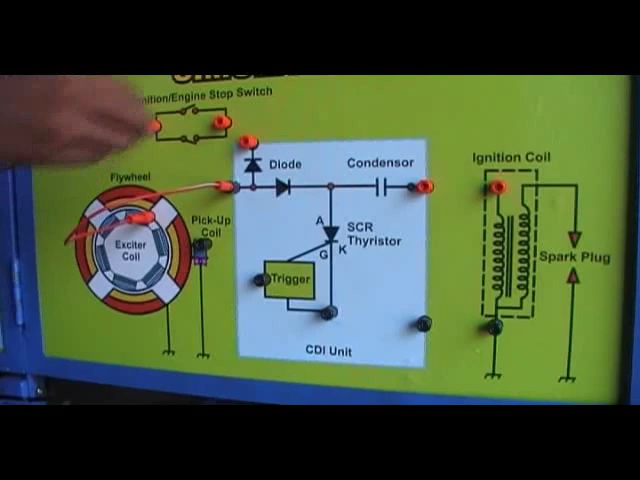 nition/Engine Stop Switch
Flywheel
Diode
Condensor
Ignition Coil
Pick-Up
Coil
Exciter
Coil
A
SCR
Thyristor
G
K
Spark Plug
Trigger
CDI Unit